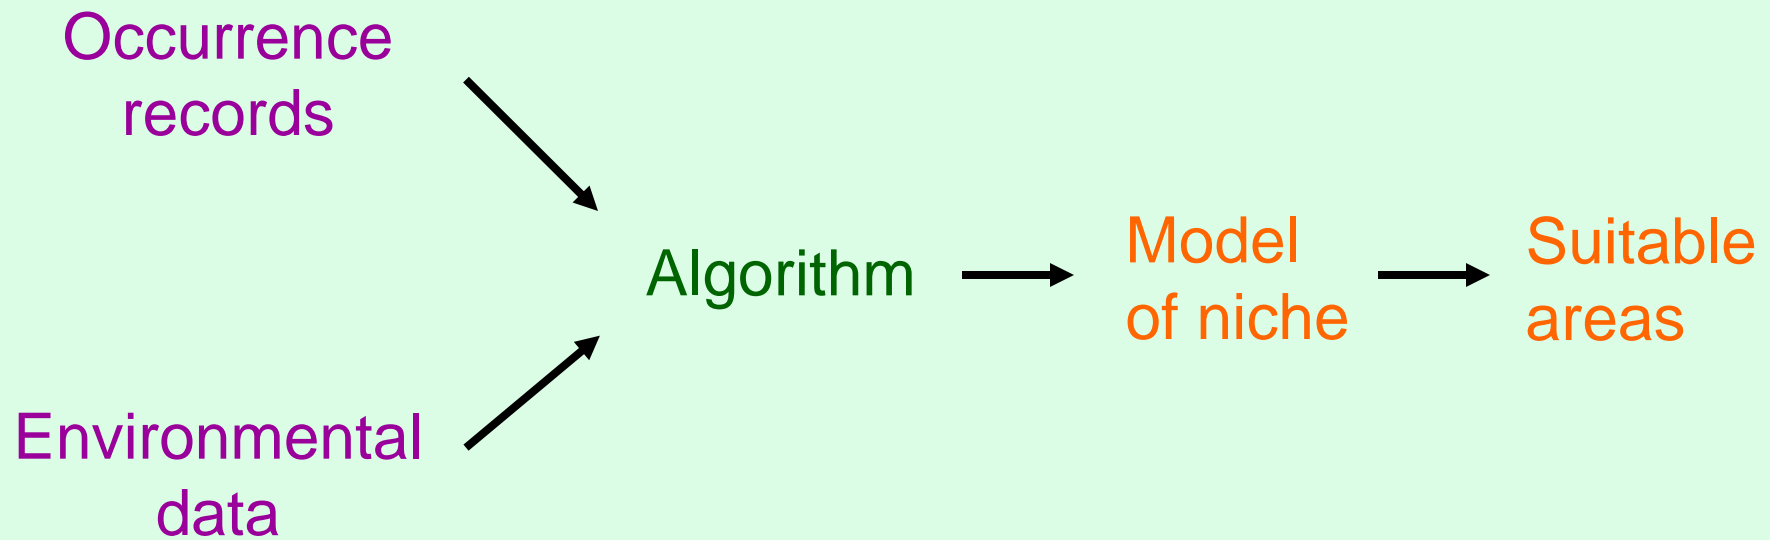 Occurrence
records
Environmental
data
Algorithm
Model
of niche
Suitable
areas